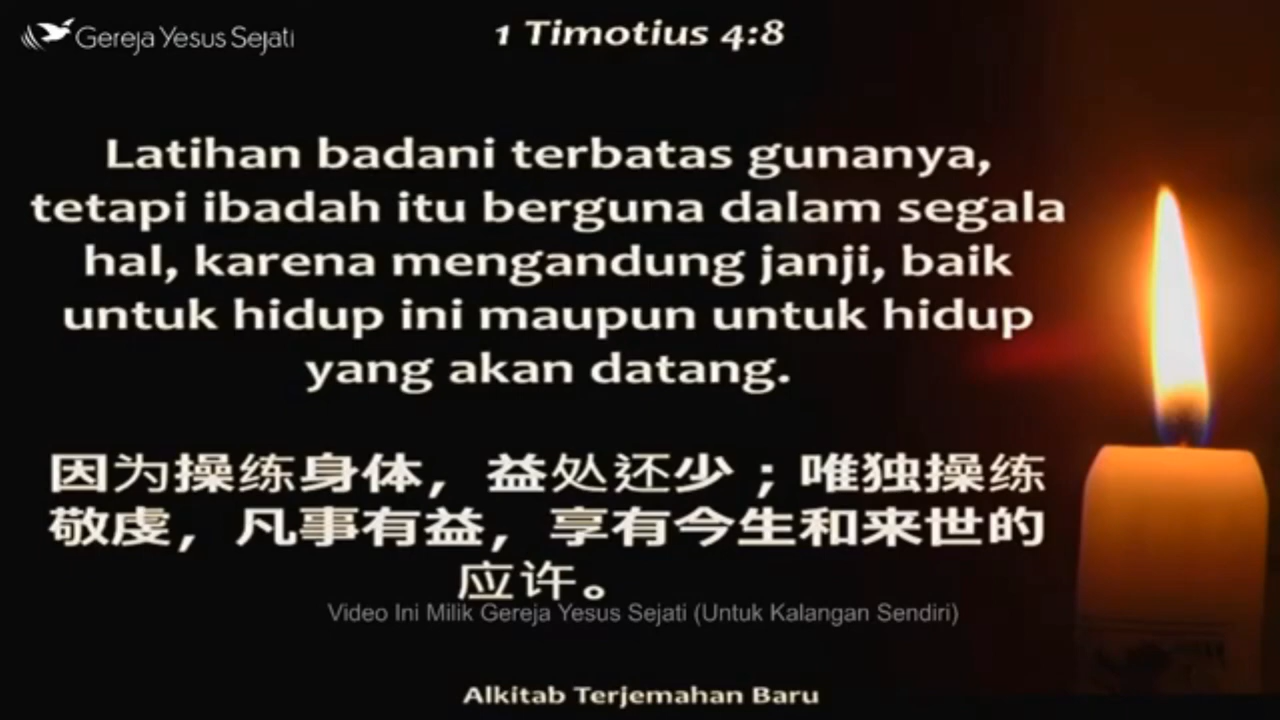 Gereja Yesus Sejati
1 Timotius 4:8
Latihan badani terbatas gunanya,
tetapi ibadah itu berguna dalam segala
hal, karena mengandung janji, baik
untuk hidup ini maupun untuk hidup
yang akan datang.
因为操练身体，益处还少；唯独操练
敬虔，凡事有益，享有今生和来世的
应许。
Video Ini Milik Gereja Yesus Sejati (Untuk Kalangan Sendiri)
Alkitab Terjemahan Baru